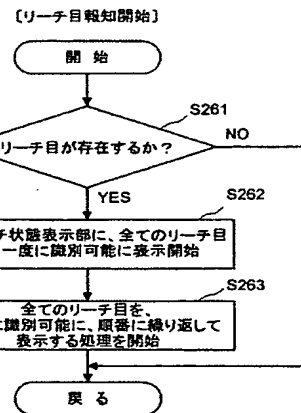 〔リーチ目報知開始〕
開 始
S261
リーチ目が存在するか？
NO
YES
S262
チ状態表示部に、全てのリーチ目
一度に識別可能に表示開始
S263
全てのリーチ目を、
に識別可能に、順番に繰り返して
表示する処理を開始
戻 る